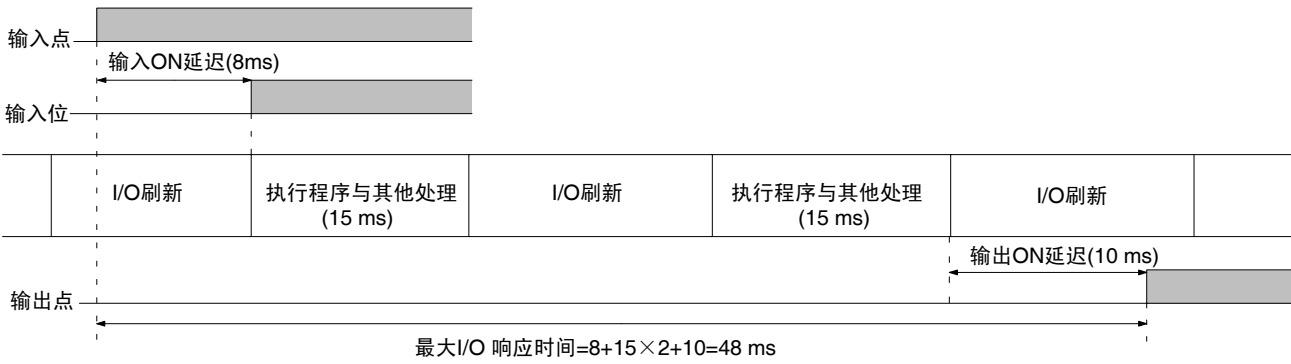 输入点
输入ON延迟(8ms)
输入位
I/O刷新
执行程序与其他处理
(15 ms)
I/O刷新
执行程序与其他处理
(15 ms)
I/O刷新
输出ON延迟(10 ms)
输出点
最大I/O 响应时间=8+15×2+10=48 ms